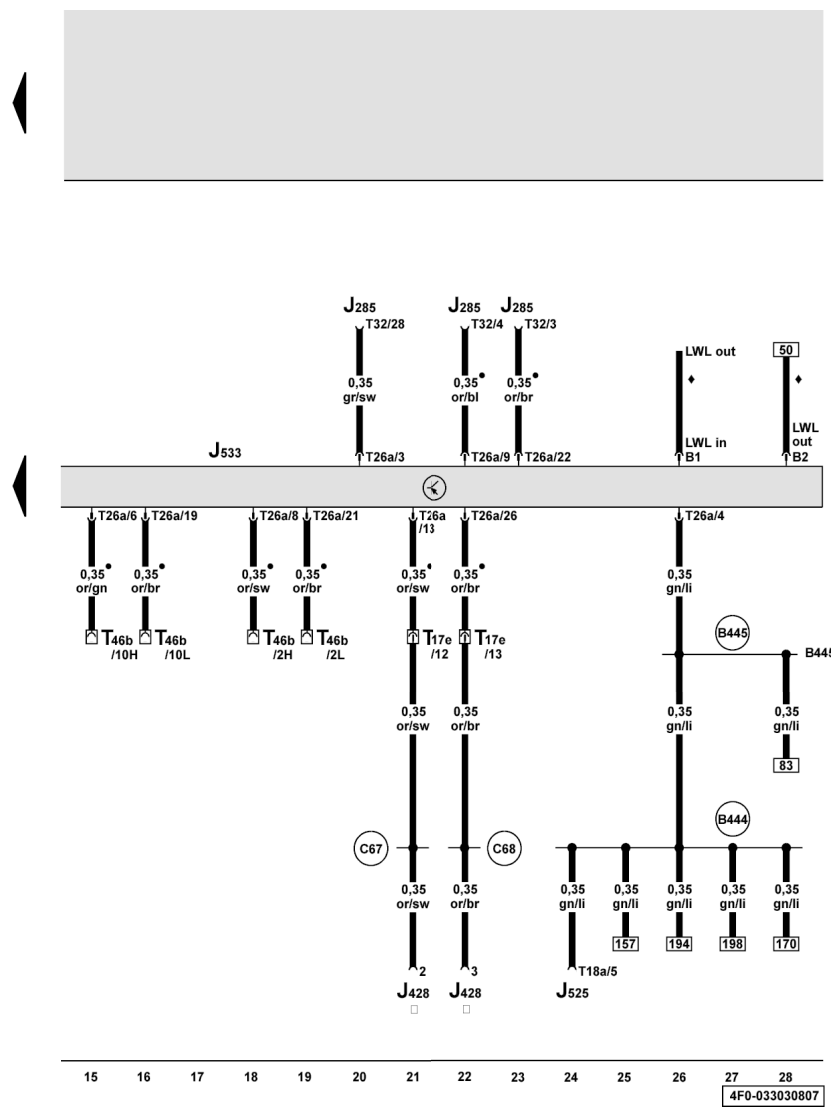 J285 J285 J285
T32/28 T32/4 T32/3
LWL out 50
0,35 0,35 0,35
gr/sw or/bl or/br
LWL out
J533 LWL in
T26a/3 T26a/9 T26a/22 B1 B2
T26a/6 T26a/19 T26a/8 T26a/21 T26a/13 T26a/26 T26a/4
0,35 0,35 0,35 0,35 0,35 0,35 0,35
or/gn or/br or/sw or/br or/sw or/br gn/li
B445
T46b T46b T46b T46b T17e T17e
/10H /10L /2H /2L /12 /13
B445
0,35 0,35 0,35 0,35
or/sw or/br gn/li gn/li
83
B444
C67 C68
0,35 0,35 0,35 0,35 0,35 0,35 0,35
or/sw or/br gn/li gn/li gn/li gn/li gn/li
157 194 198 170
2 3 T18a/5
J428 J428 J525
15 16 17 18 19 20 21 22 23 24 25 26 27 28
4F0-033030807